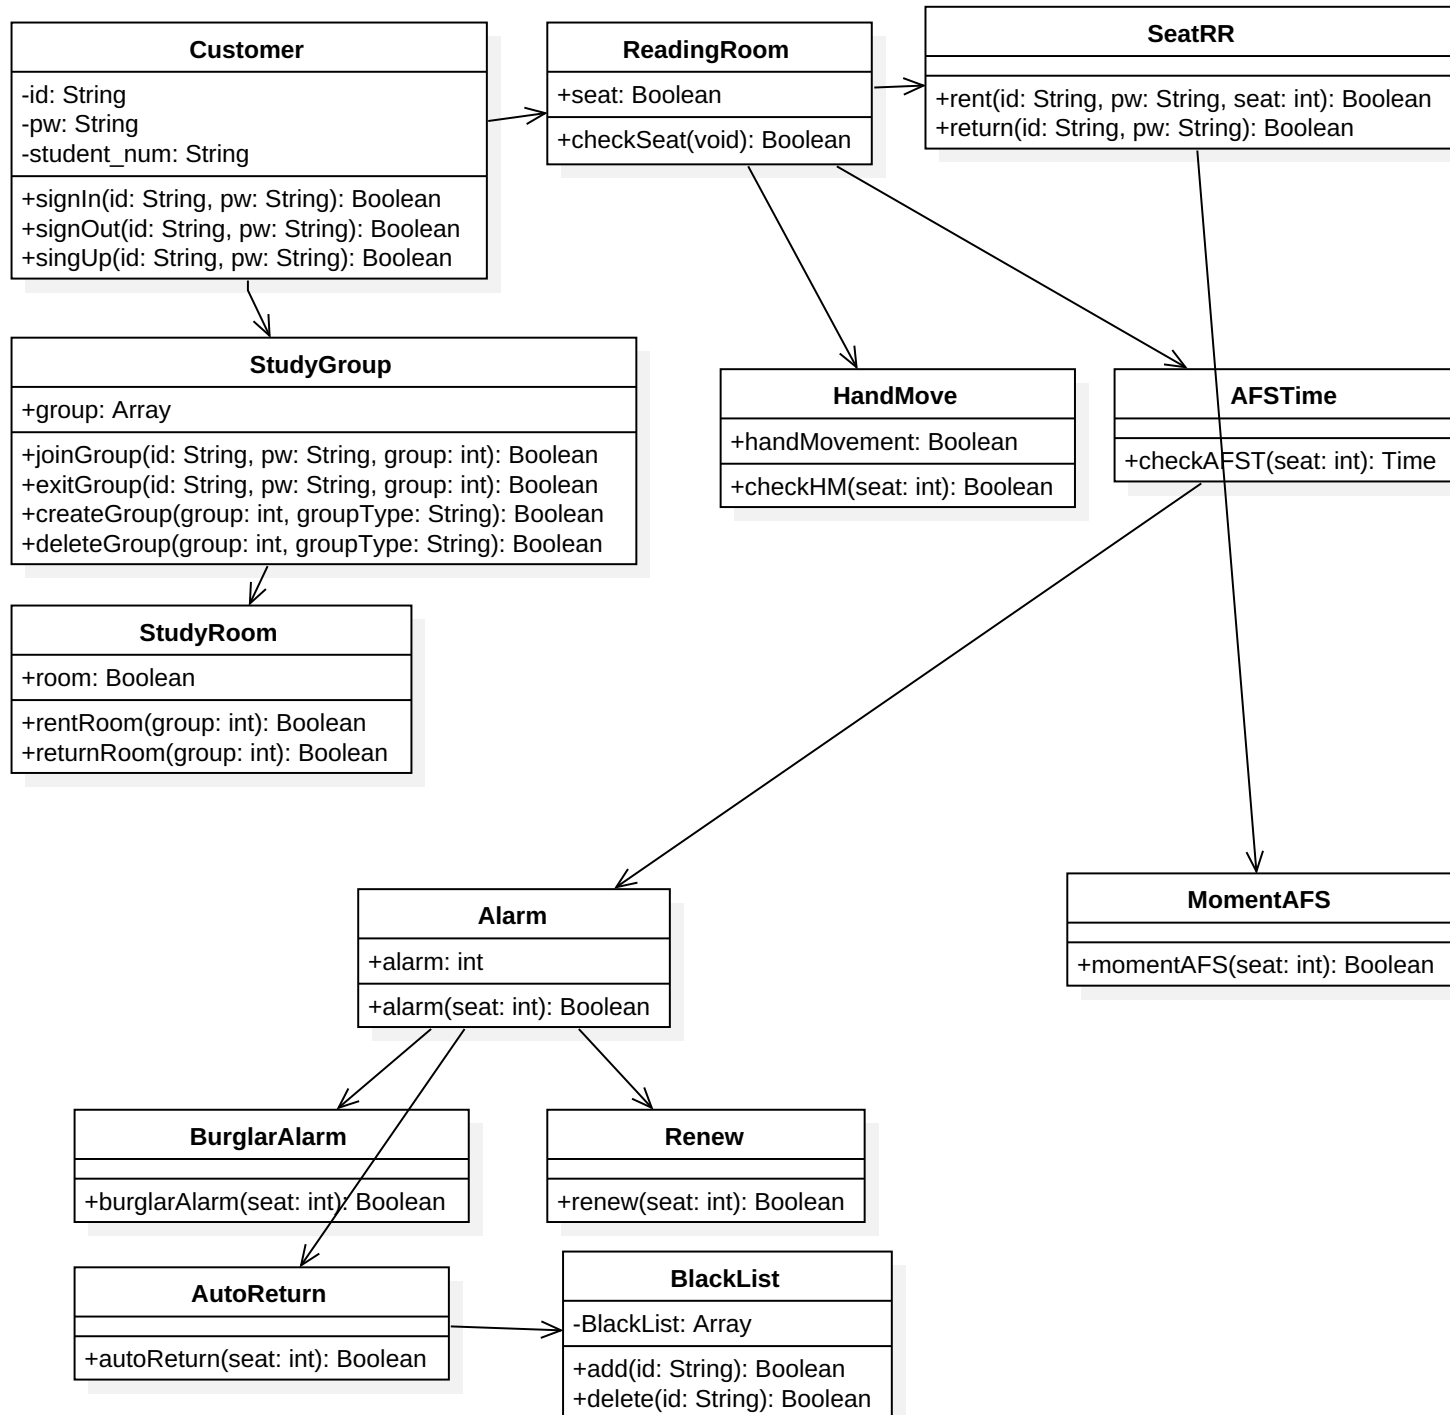 Customer
-id: String
-pw: String
-student_num: String
+signIn(id: String, pw: String): Boolean
+signOut(id: String, pw: String): Boolean
+singUp(id: String, pw: String): Boolean
ReadingRoom
+seat: Boolean
+checkSeat(void): Boolean
SeatRR
+rent(id: String, pw: String, seat: int): Boolean
+return(id: String, pw: String): Boolean
StudyGroup
+group: Array
+joinGroup(id: String, pw: String, group: int): Boolean
+exitGroup(id: String, pw: String, group: int): Boolean
+createGroup(group: int, groupType: String): Boolean
+deleteGroup(group: int, groupType: String): Boolean
HandMove
+handMovement: Boolean
+checkHM(seat: int): Boolean
AFSTime
+checkAFST(seat: int): Time
StudyRoom
+room: Boolean
+rentRoom(group: int): Boolean
+returnRoom(group: int): Boolean
Alarm
+alarm: int
+alarm(seat: int): Boolean
MomentAFS
+momentAFS(seat: int): Boolean
BurglarAlarm
+burglarAlarm(seat: int): Boolean
Renew
+renew(seat: int): Boolean
AutoReturn
+autoReturn(seat: int): Boolean
BlackList
-BlackList: Array
+add(id: String): Boolean
+delete(id: String): Boolean